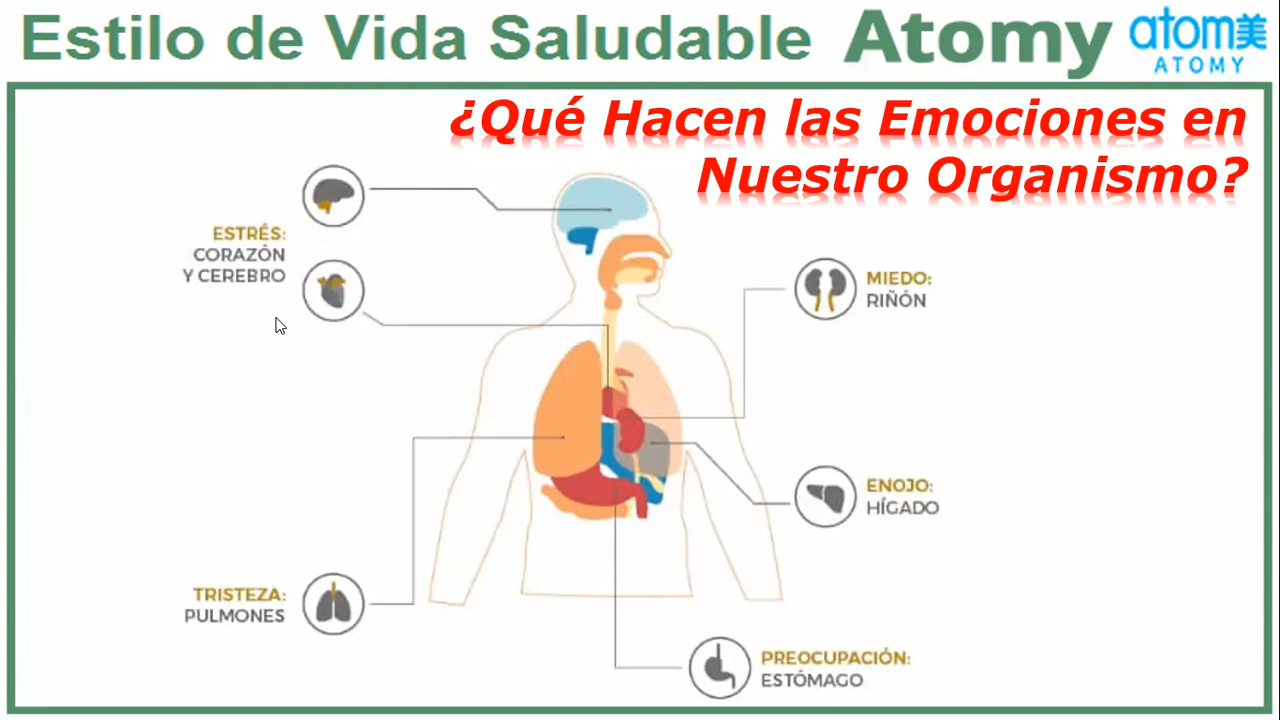 Estilo de Vida Saludable Atomy
atom美
ATOMY
¿Qué Hacen las Emociones en
Nuestro Organismo?
ESTRÉS:
CORAZÓN
Y CEREBRO
MIEDO:
RIÑÓN
ENOJO:
HÍGADO
TRISTEZA:
PULMONES
PREOCUPACIÓN:
ESTÓMAGO